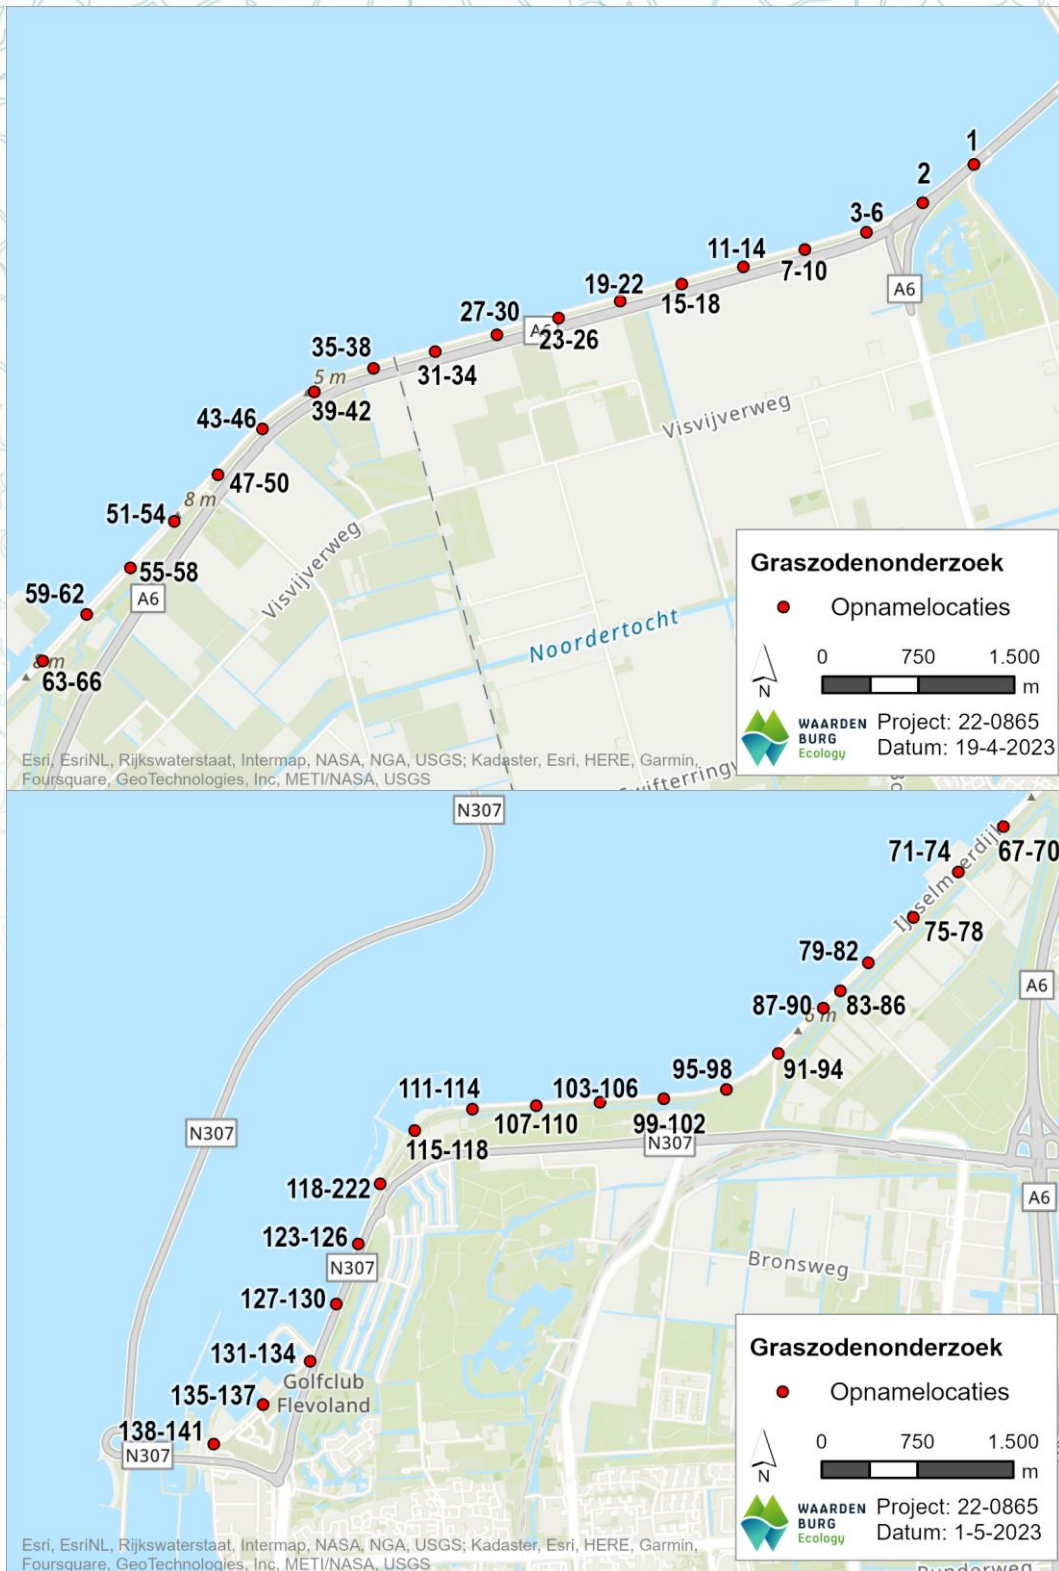 1
2
3-6
11-14
7-10
A6
19-22
15-18
27-30
A6
23-26
35-38
31-34
5 m
39-42
43-46
Visvijverweg
47-50
8 m
51-54
Visvijverweg
55-58
A6
59-62
Noordertocht
8 m
63-66
Graszodenonderzoek
Opnamelocaties
0 750 1.500
m
N
WAARDEN
BURG
Ecology
Project: 22-0865
Datum: 19-4-2023
Esri, EsriNL, Rijkswaterstaat, Intermap, NASA, NGA, USGS; Kadaster, Esri, HERE, Garmin,
Foursquare, GeoTechnologies, Inc, METI/NASA, USGS
N307
71-74
67-70
IJsselmeerdijk
75-78
79-82
A6
87-90
83-86
6 m
91-94
95-98
111-114
103-106
107-110
99-102
N307
N307
115-118
118-222
A6
123-126
N307
Bronsweg
127-130
131-134
Golfclub
Flevoland
135-137
138-141
N307
Graszodenonderzoek
Opnamelocaties
0 750 1.500
m
N
WAARDEN
BURG
Ecology
Project: 22-0865
Datum: 1-5-2023
Esri, EsriNL, Rijkswaterstaat, Intermap, NASA, NGA, USGS; Kadaster, Esri, HERE, Garmin,
Foursquare, GeoTechnologies, Inc, METI/NASA, USGS